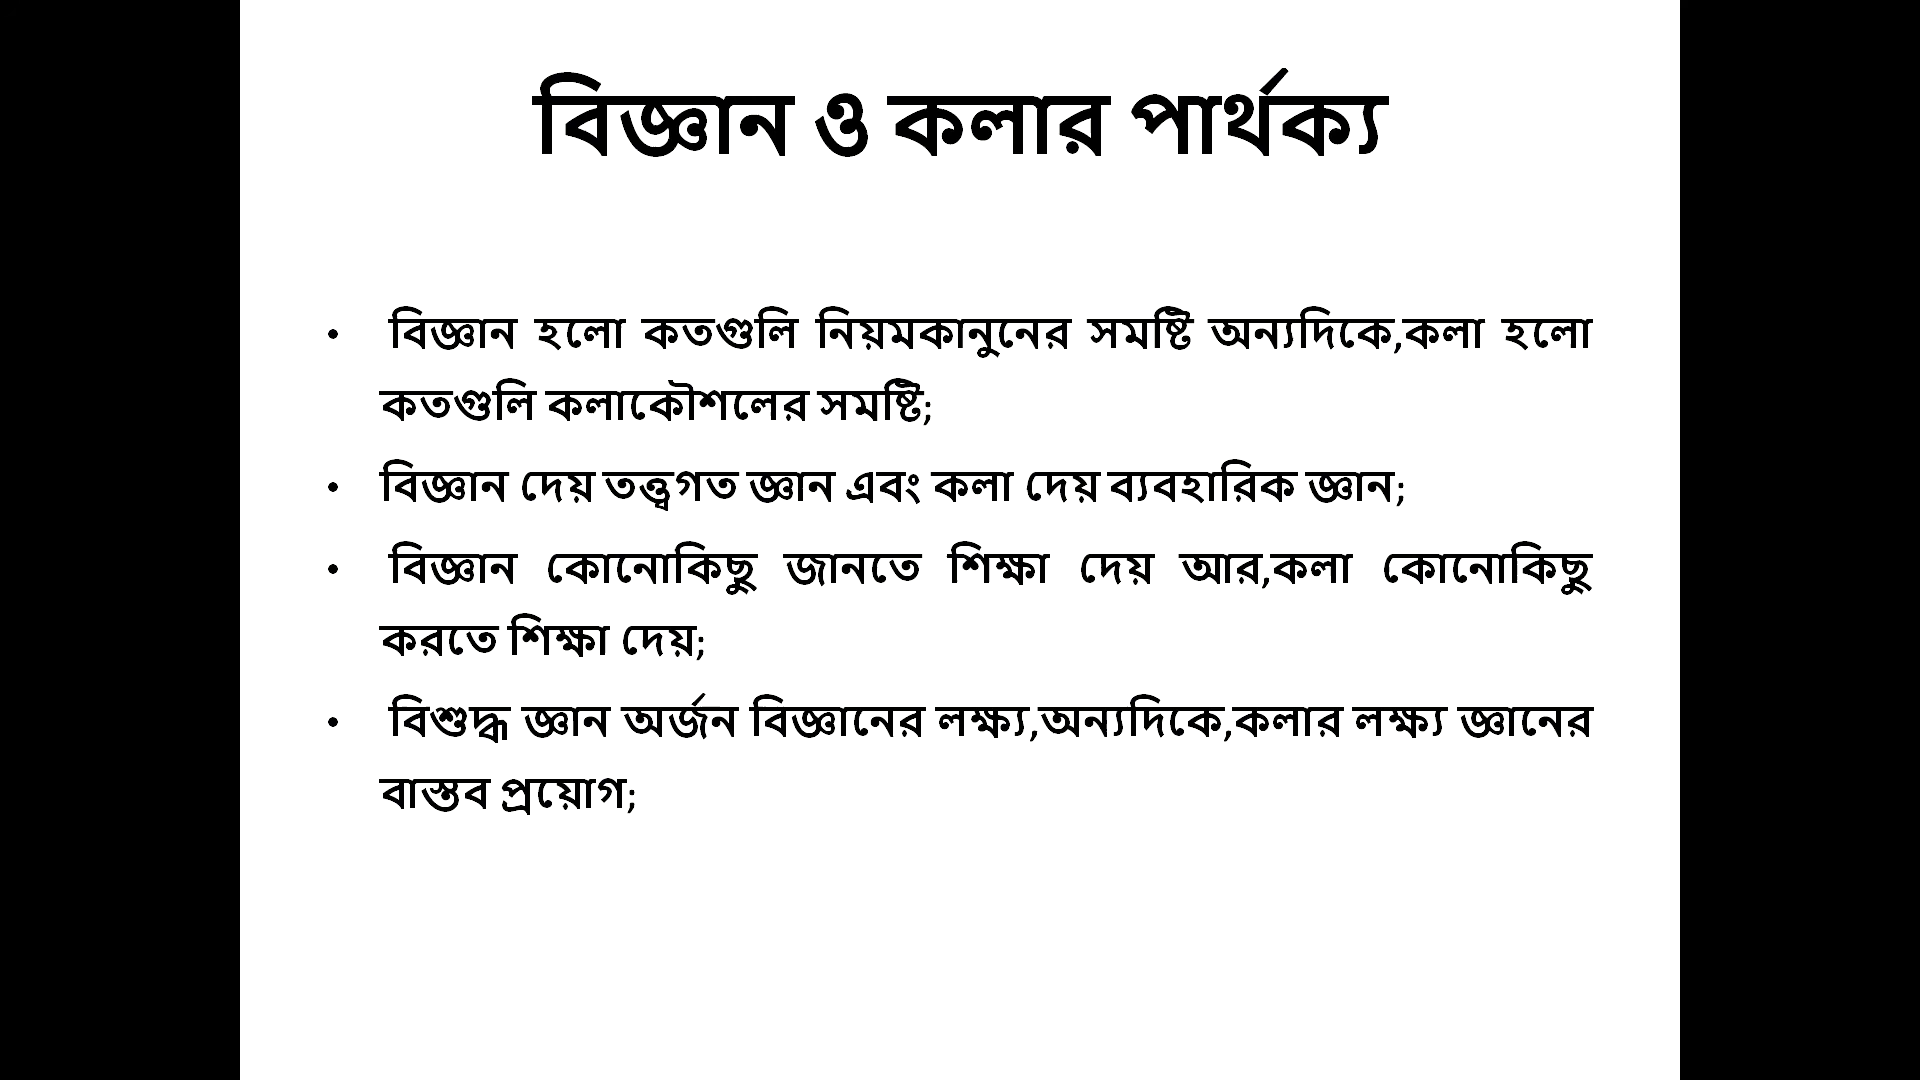 বিজ্ঞান ও কলার পার্থক্য
• বিজ্ঞান হলো কতগুলি নিয়মকানুনের সমষ্টি অন্যদিকে,কলা হলো
কতগুলি কলাকৌশলের সমষ্টি;
• বিজ্ঞান দেয় তত্ত্বগত জ্ঞান এবং কলা দেয় ব্যবহারিক জ্ঞান;
• বিজ্ঞান কোনোকিছু জানতে শিক্ষা দেয় আর,কলা কোনোকিছু
করতে শিক্ষা দেয়;
• বিশুদ্ধ জ্ঞান অর্জন বিজ্ঞানের লক্ষ্য,অন্যদিকে,কলার লক্ষ্য জ্ঞানের
বাস্তব প্রয়োগ;